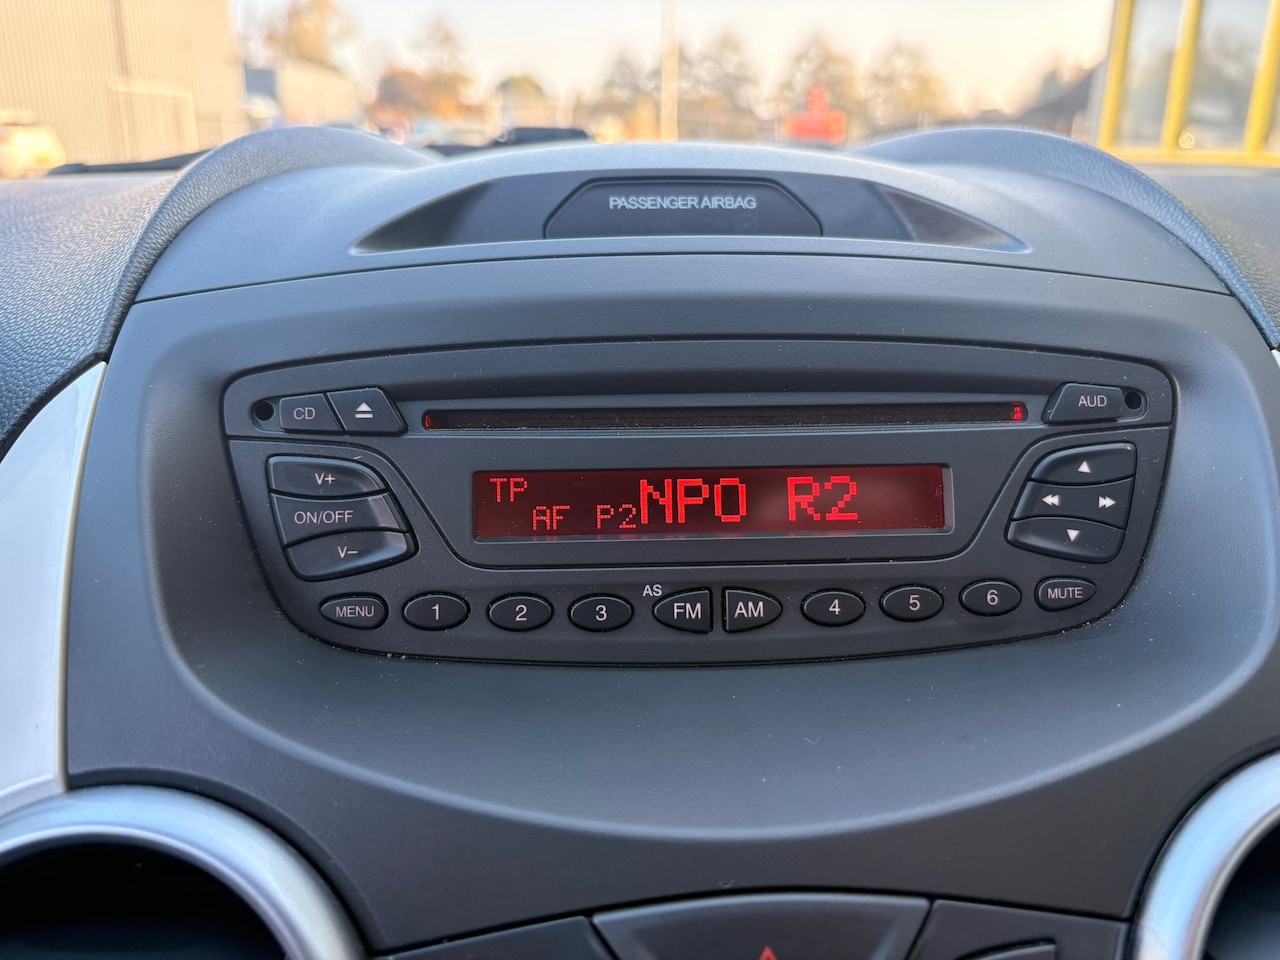 PASSENGER AIRBAG
CD
AUD
V+
ON/OFF
V-
TP
AF P2 NPO R2
MENU
1
2
3
AS
FM
AM
4
5
6
MUTE